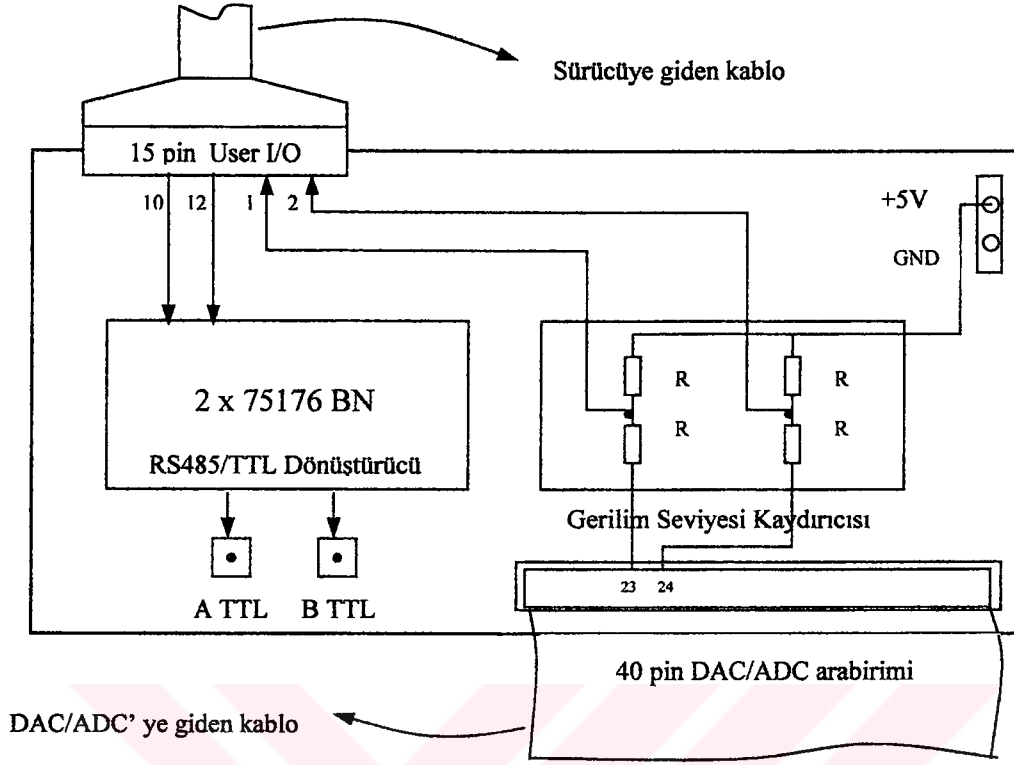 Sürücüye giden kablo
15 pin User I/O
10 12 1 2
+5V
GND
2 x 75176 BN
RS485/TTL Dönüştürücü
R R
R R
Gerilim Seviyesi Kaydırıcısı
A TTL B TTL
23 24
40 pin DAC/ADC arabirimi
DAC/ADC' ye giden kablo